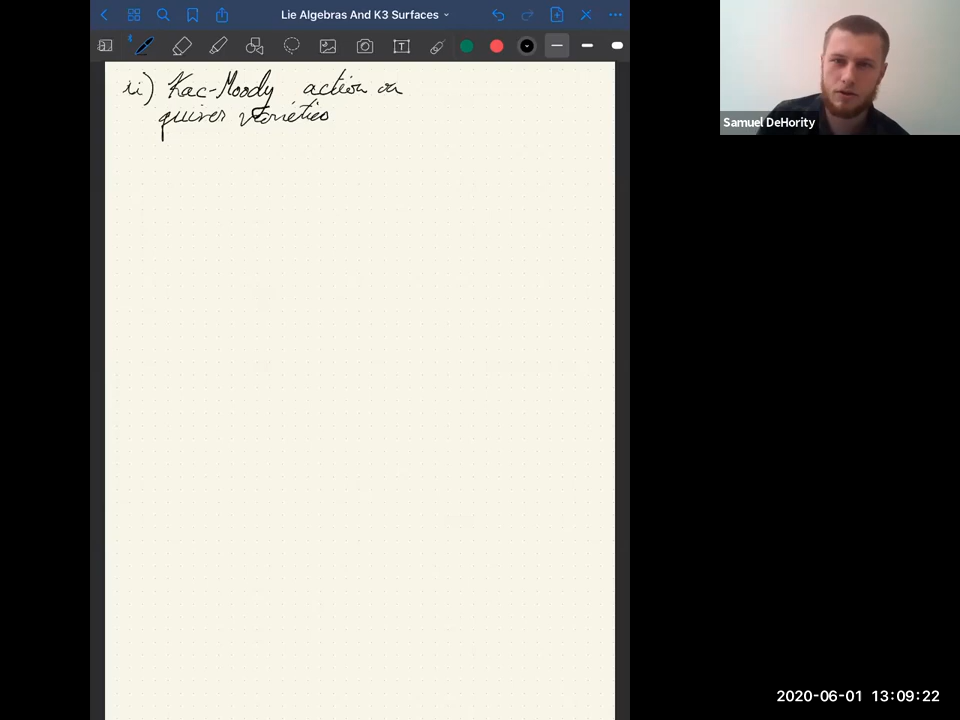 Lie Algebras And K3 Surfaces
T
ii) Kac-Moody action on
quiver varieties
Samuel DeHority
2020-06-01 13:09:22